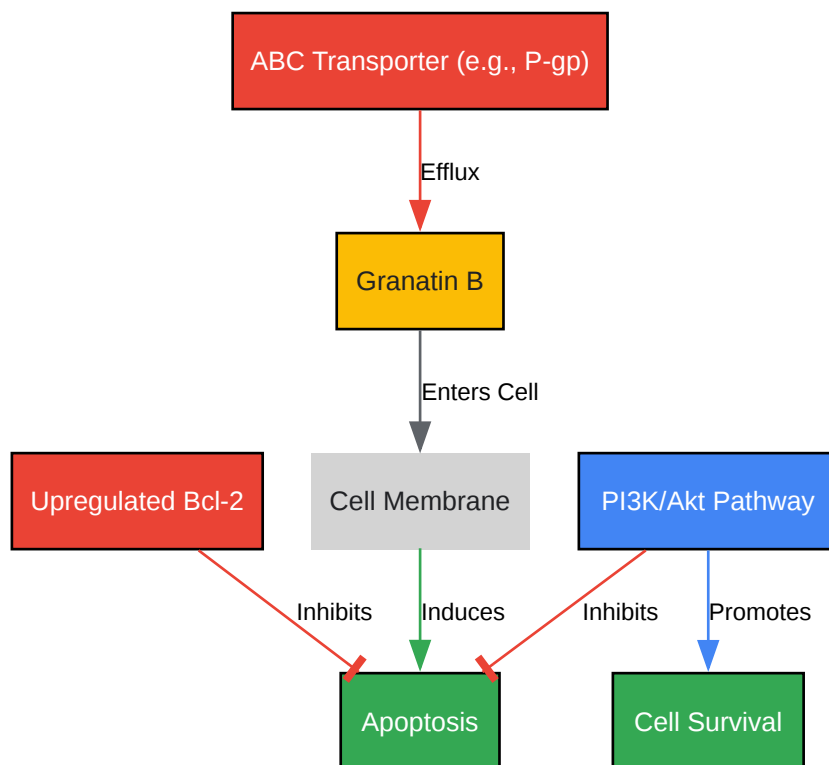 ABC Transporter (e.g., P-gp)
Efflux
Granatin B
Enters Cell
Upregulated Bcl-2
Cell Membrane
PI3K/Akt Pathway
Inhibits
Induces
Inhibits
Promotes
Apoptosis
Cell Survival